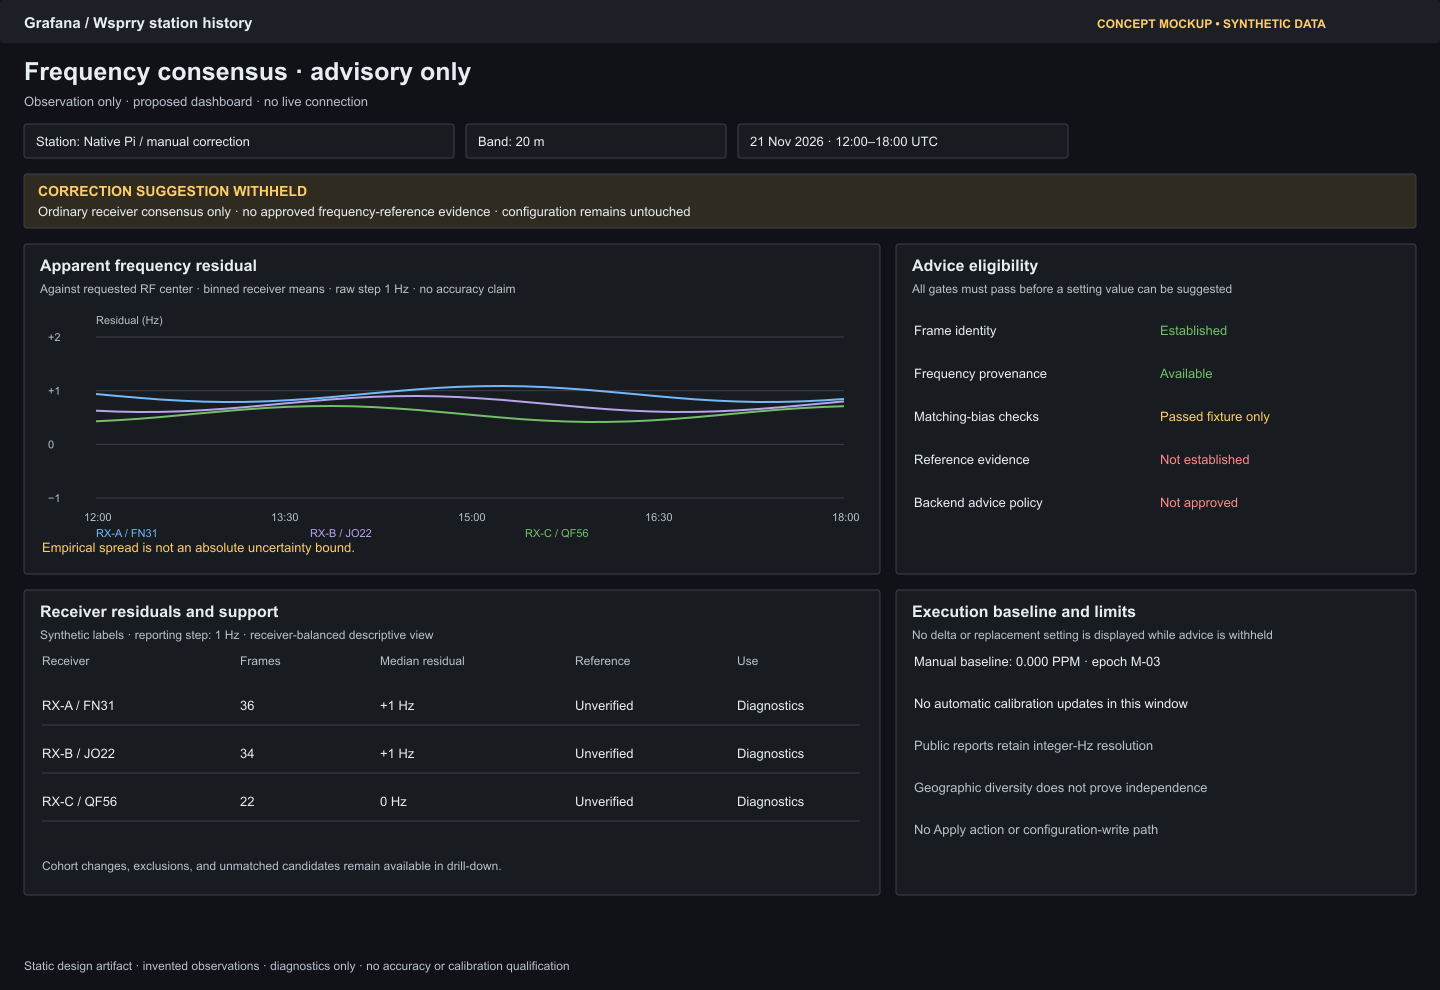 Grafana / Wsprry station history
CONCEPT MOCKUP • SYNTHETIC DATA
Frequency consensus · advisory only
Observation only · proposed dashboard · no live connection
Station: Native Pi / manual correction
Band: 20 m
21 Nov 2026 · 12:00–18:00 UTC
CORRECTION SUGGESTION WITHHELD
Ordinary receiver consensus only · no approved frequency-reference evidence · configuration remains untouched
Apparent frequency residual
Against requested RF center · binned receiver means · raw step 1 Hz · no accuracy claim
Residual (Hz)
+2
+1
0
−1
12:00 13:30 15:00 16:30 18:00
RX-A / FN31 RX-B / JO22 RX-C / QF56
Empirical spread is not an absolute uncertainty bound.
Advice eligibility
All gates must pass before a setting value can be suggested
Frame identity Established
Frequency provenance Available
Matching-bias checks Passed fixture only
Reference evidence Not established
Backend advice policy Not approved
Receiver residuals and support
Synthetic labels · reporting step: 1 Hz · receiver-balanced descriptive view
Receiver Frames Median residual Reference Use
RX-A / FN31 36 +1 Hz Unverified Diagnostics
RX-B / JO22 34 +1 Hz Unverified Diagnostics
RX-C / QF56 22 0 Hz Unverified Diagnostics
Cohort changes, exclusions, and unmatched candidates remain available in drill-down.
Execution baseline and limits
No delta or replacement setting is displayed while advice is withheld
Manual baseline: 0.000 PPM · epoch M-03
No automatic calibration updates in this window
Public reports retain integer-Hz resolution
Geographic diversity does not prove independence
No Apply action or configuration-write path
Static design artifact · invented observations · diagnostics only · no accuracy or calibration qualification